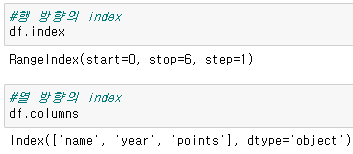 #행 방향의 index
df.index
RangeIndex(start=0, stop=6, step=1)
#열 방향의 index
df.columns
Index(['name', 'year', 'points'], dtype='object')